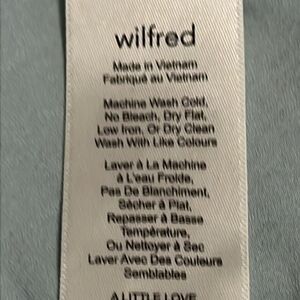 wilfred
Made in Vietnam
Fabriqué au Vietnam
Machine Wash Cold,
No Bleach, Dry Flat,
Low Iron, Or Dry Clean
Wash With Like Colours
Laver à La Machine
à L'eau Froide,
Pas De Blanchiment,
Sécher à Plat,
Repasser à Basse
Température,
Ou Nettoyer à Sec
Laver Avec Des Couleurs
Semblables
A LITTLE LOVE